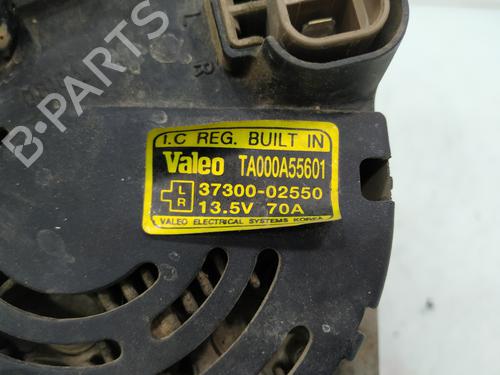 I.C REG. BUILT IN
Valeo TA000A55601
L 37300-02550
R 13.5V 70A
VALEO ELECTRICAL SYSTEMS KOREA
L
R
B-PARTS